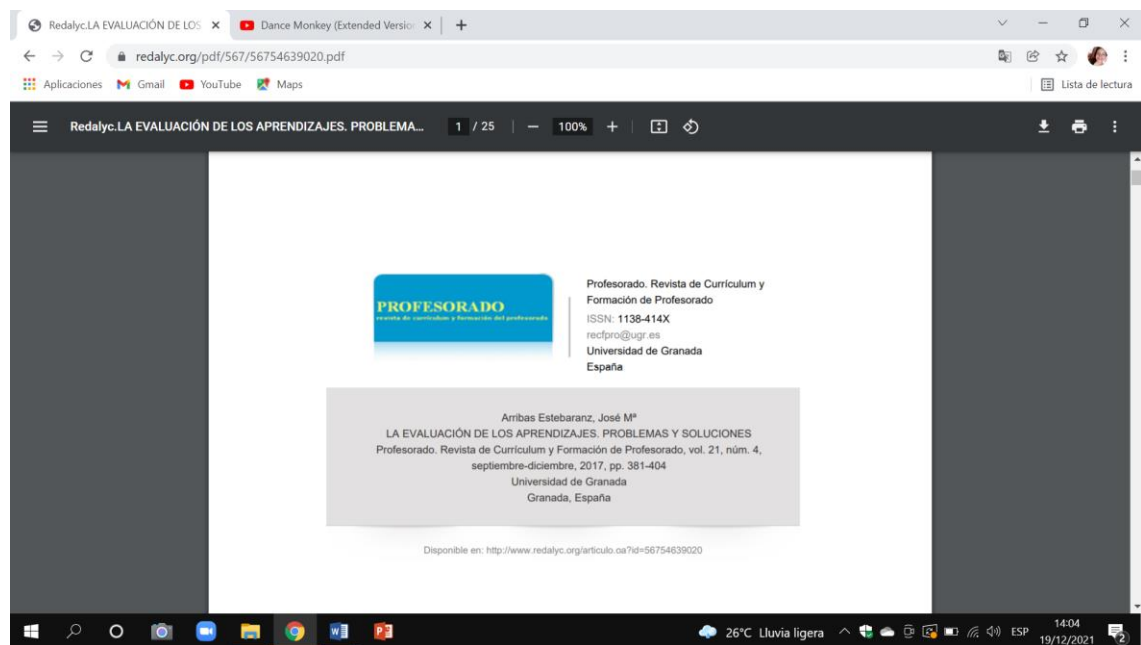 Redalyc.LA EVALUACIÓN DE LOS
Dance Monkey (Extended Version
redalyc.org/pdf/567/56754639020.pdf
Aplicaciones Gmail YouTube Maps Lista de lectura
Redalyc.LA EVALUACIÓN DE LOS APRENDIZAJES. PROBLEMA... 1 / 25 100%
PROFESORADO
revista de curriculum y formación del profesorado
Profesorado. Revista de Currículum y
Formación de Profesorado
ISSN: 1138-414X
recfpro@ugr.es
Universidad de Granada
España
Arribas Estebaranz, José Mª
LA EVALUACIÓN DE LOS APRENDIZAJES. PROBLEMAS Y SOLUCIONES
Profesorado. Revista de Currículum y Formación de Profesorado, vol. 21, núm. 4,
septiembre-diciembre, 2017, pp. 381-404
Universidad de Granada
Granada, España
Disponible en: http://www.redalyc.org/articulo.oa?id=56754639020
26°C Lluvia ligera ESP 14:04
19/12/2021 2